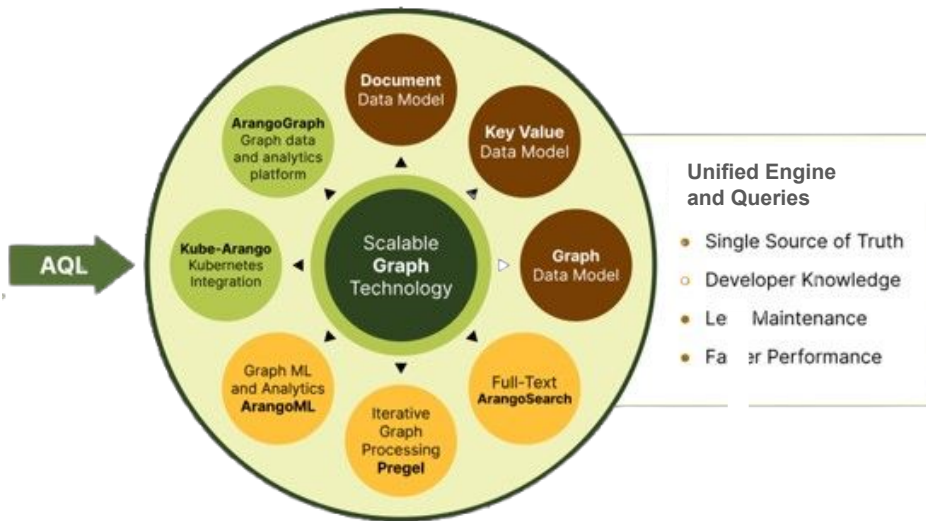 AQL
Document
Data Model
Key Value
Data Model
Graph
Data Model
Full-Text
ArangoSearch
Iterative
Graph
Processing
Pregel
Graph ML
and Analytics
ArangoML
Kube-Arango
Kubernetes
Integration
ArangoGraph
Graph data
and analytics
platform
Scalable
Graph
Technology
Unified Engine
and Queries
Single Source of Truth
Developer Knowledge
Maintenance
Performance